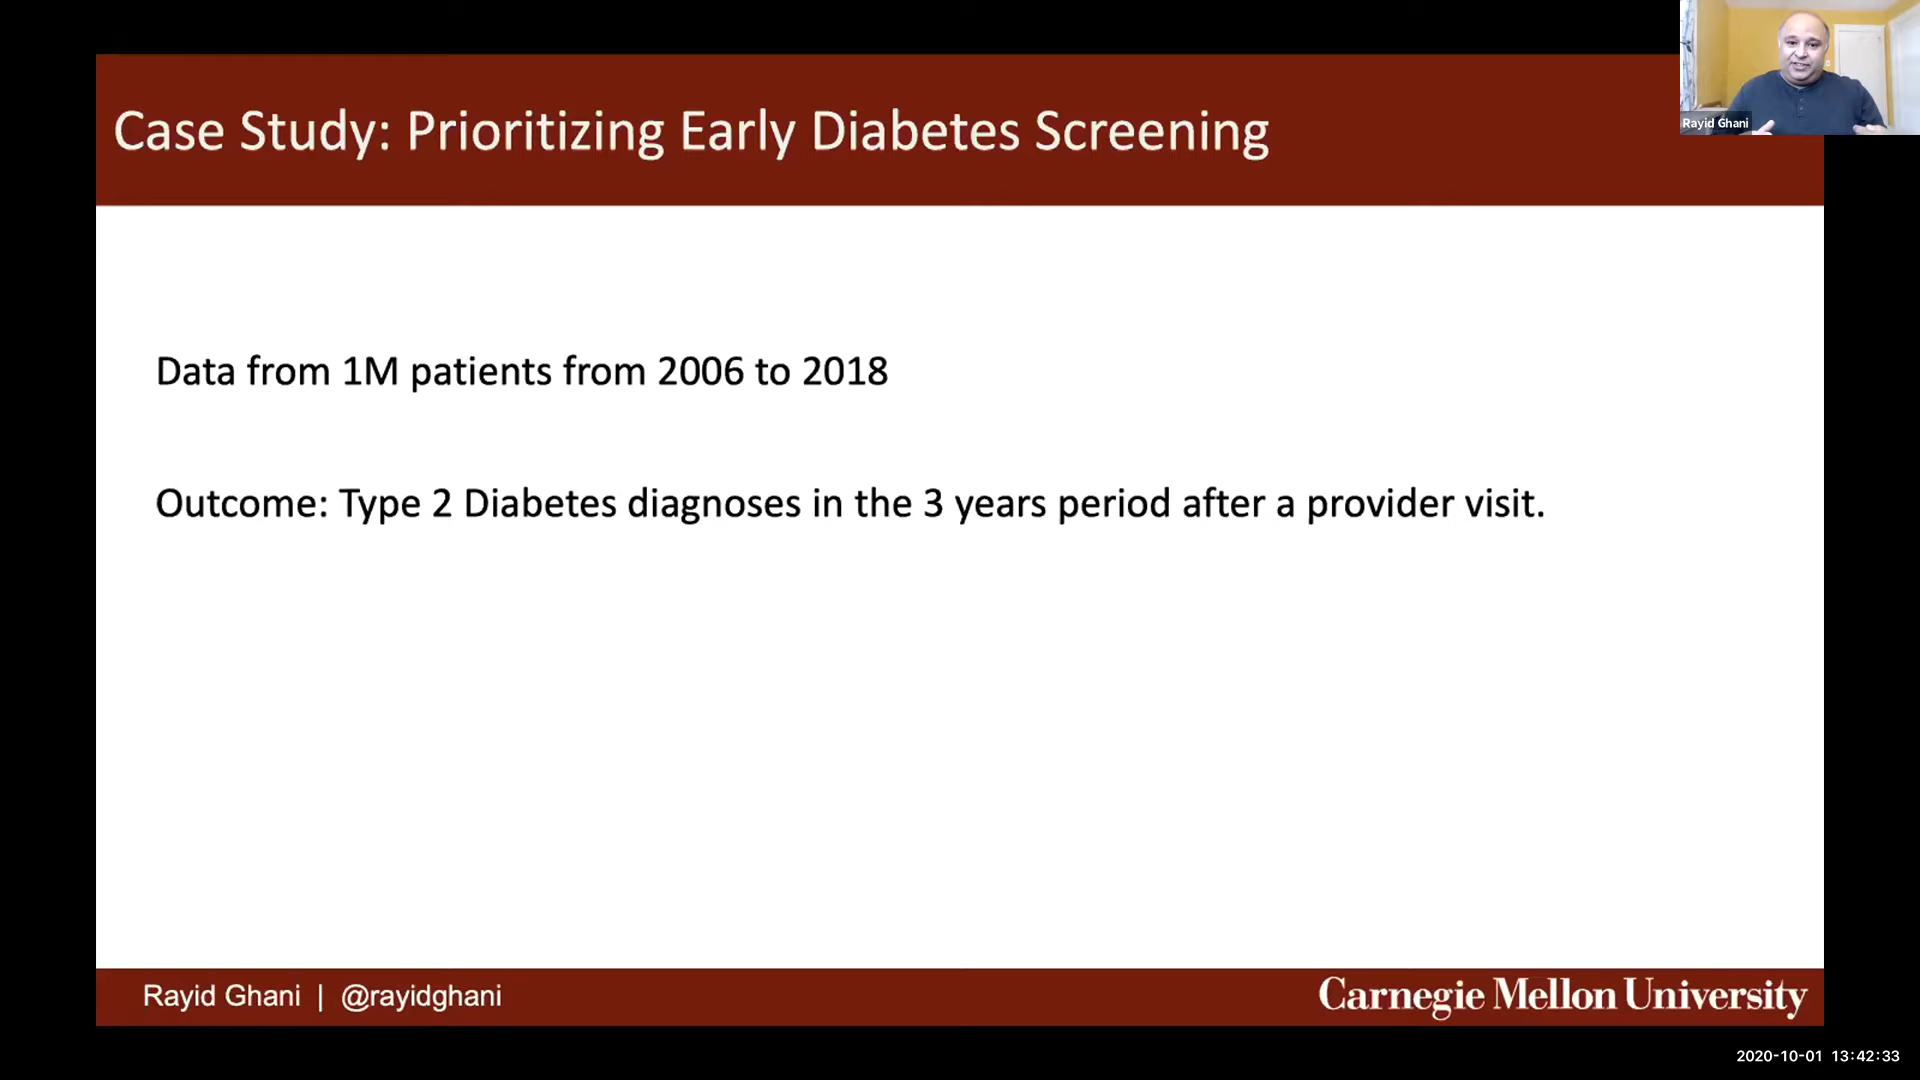 Rayid Ghani
Case Study: Prioritizing Early Diabetes Screening
Data from 1M patients from 2006 to 2018
Outcome: Type 2 Diabetes diagnoses in the 3 years period after a provider visit.
Rayid Ghani | @rayidghani
Carnegie Mellon University
2020-10-01 13:42:33